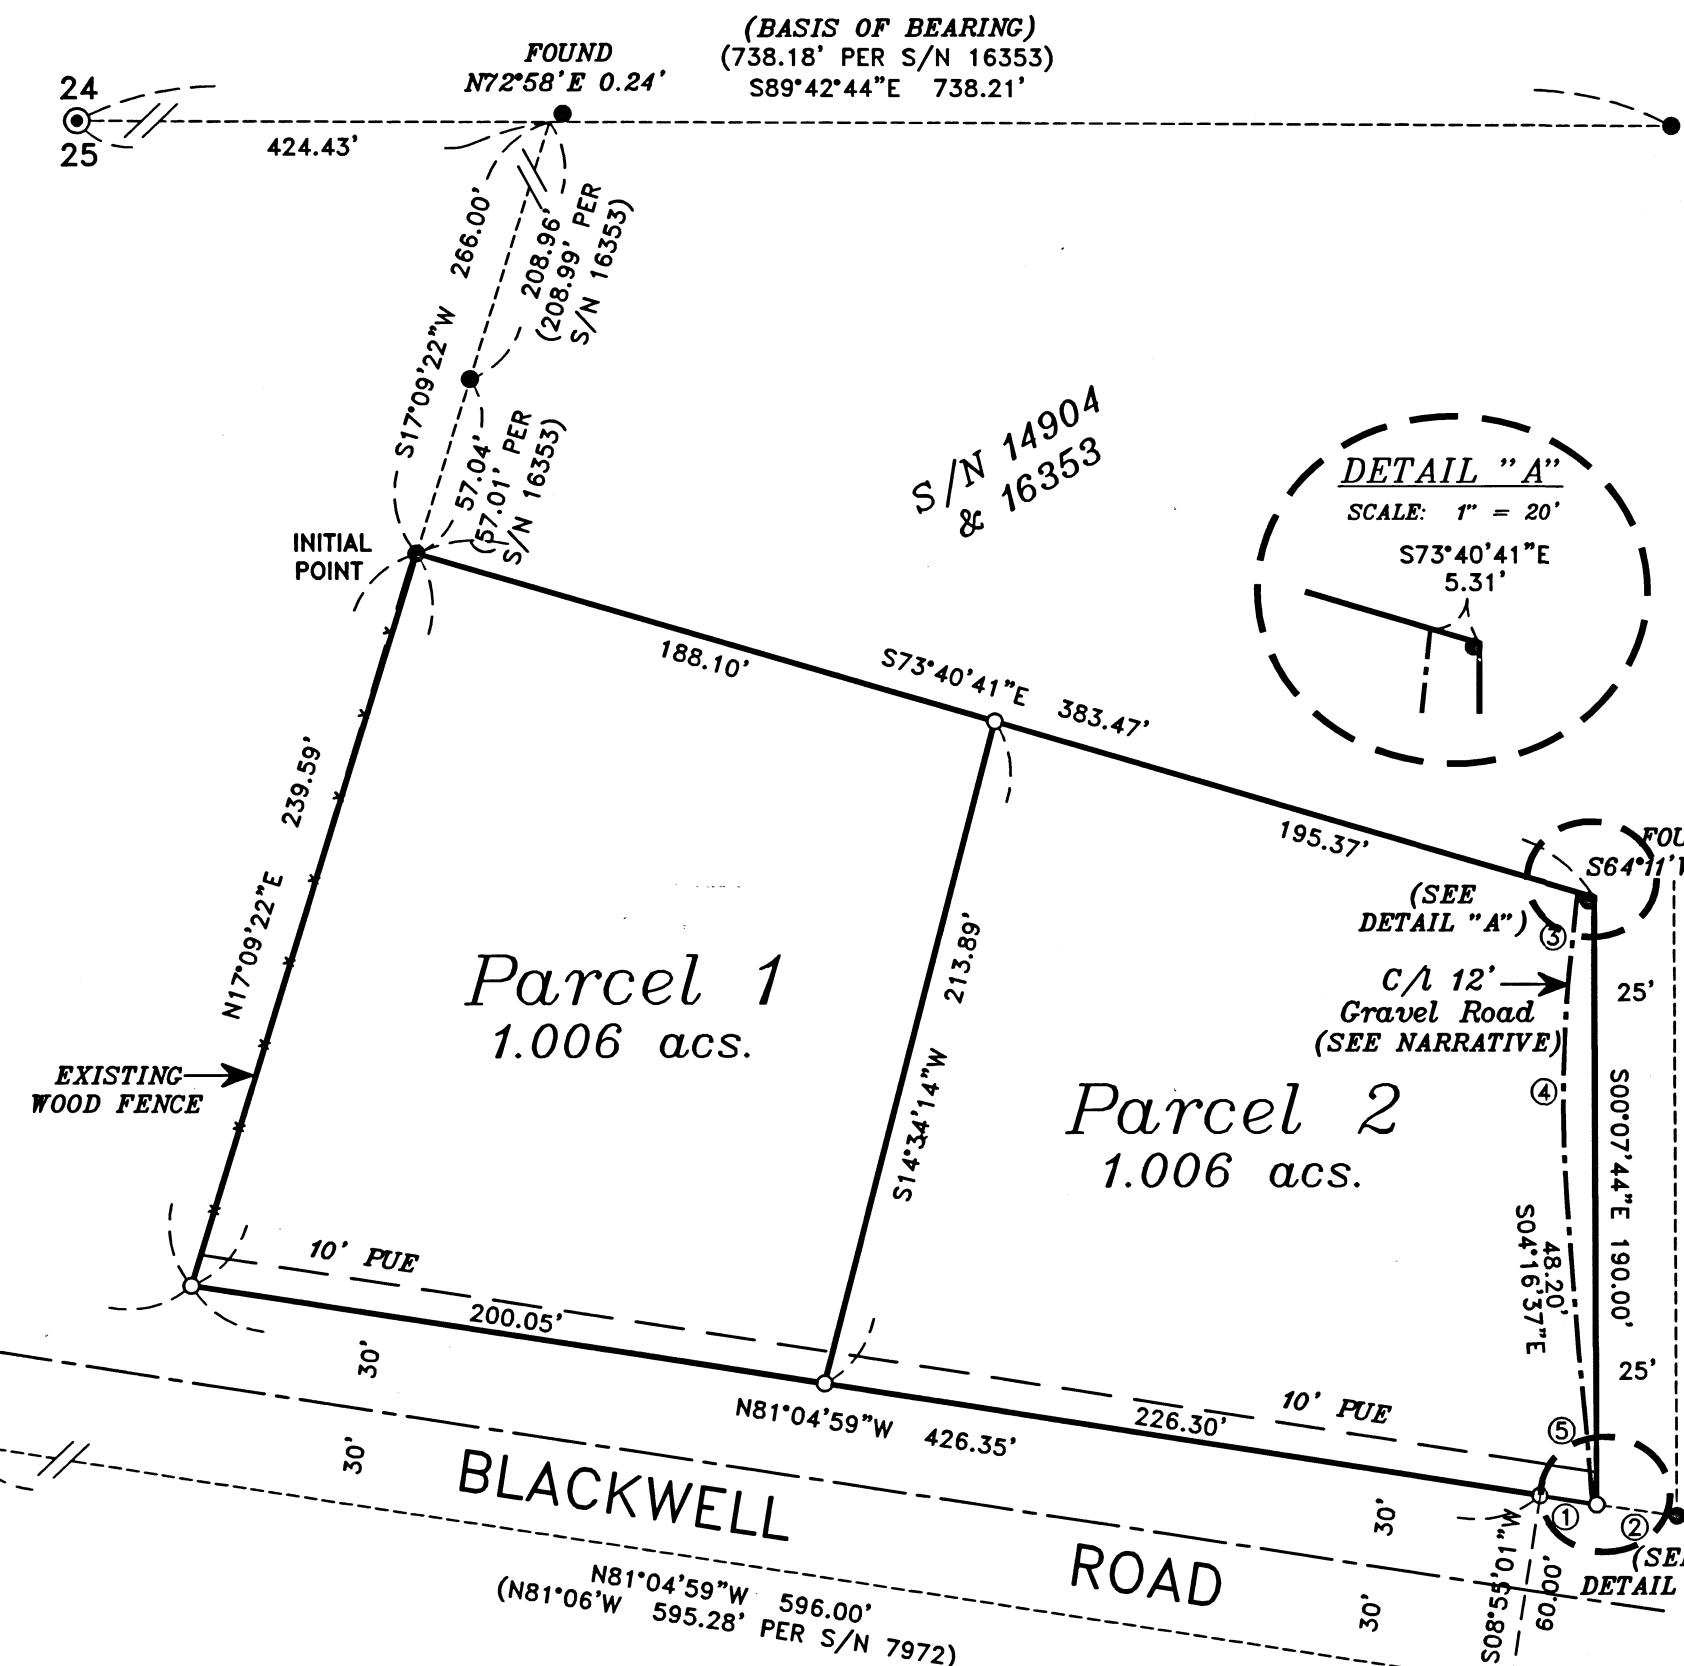 (BASIS OF BEARING)
(738.18' PER S/N 16353)
S89°42'44"E 738.21'
FOUND
N72°58'E 0.24'
24
25
424.43'
266.00'
S17°09'22"W
208.96'
(208.99' PER
S/N 16353)
57.04'
(57.01' PER
S/N 16353)
S/N 14904
& 16353
DETAIL "A"
SCALE: 1" = 20'
S73°40'41"E
5.31'
INITIAL
POINT
188.10'
S73°40'41"E 383.47'
195.37'
239.59'
N17°09'22"E
213.89'
S14°34'14"W
Parcel 1
1.006 acs.
Parcel 2
1.006 acs.
(SEE
DETAIL "A")
S64°11'
3
C/l 12'
Gravel Road
(SEE NARRATIVE)
25'
4
S00°07'44"E 190.00'
48.20'
S04°16'37"E
25'
EXISTING
WOOD FENCE
10' PUE
200.05'
30'
30'
N81°04'59"W 426.35'
226.30'
10' PUE
5
1
2
30'
30'
BLACKWELL
ROAD
S08°55'01"W
60.00'
DETAIL
N81°04'59"W 596.00'
(N81°06'W 595.28' PER S/N 7972)